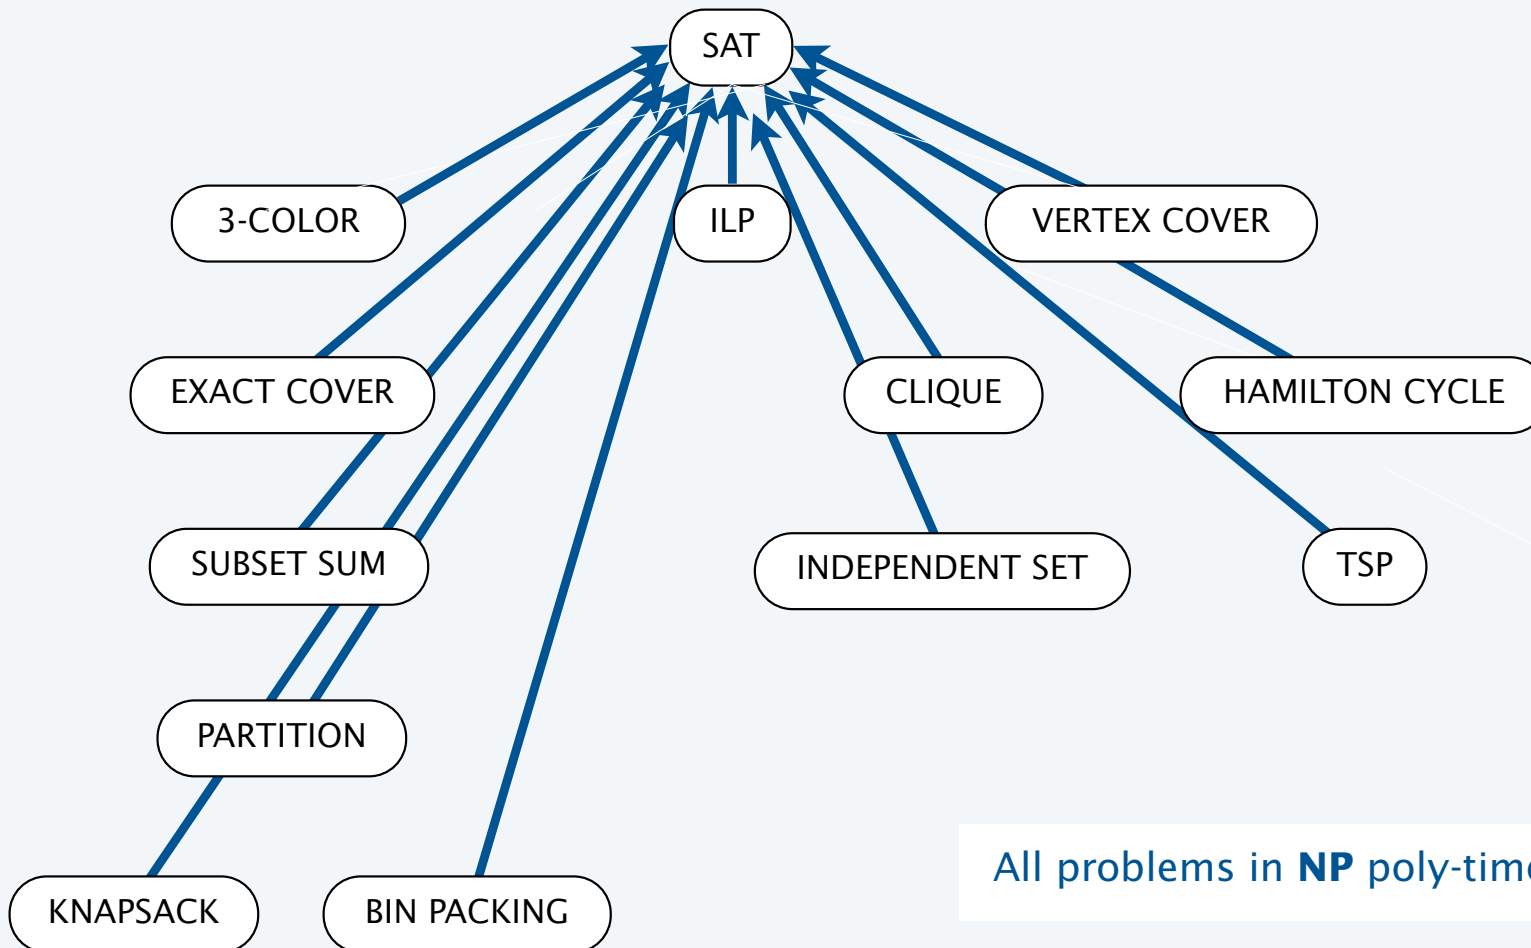 SAT
3-COLOR
ILP
VERTEX COVER
EXACT COVER
CLIQUE
HAMILTON CYCLE
SUBSET SUM
INDEPENDENT SET
TSP
PARTITION
All problems in NP poly-time
KNAPSACK
BIN PACKING